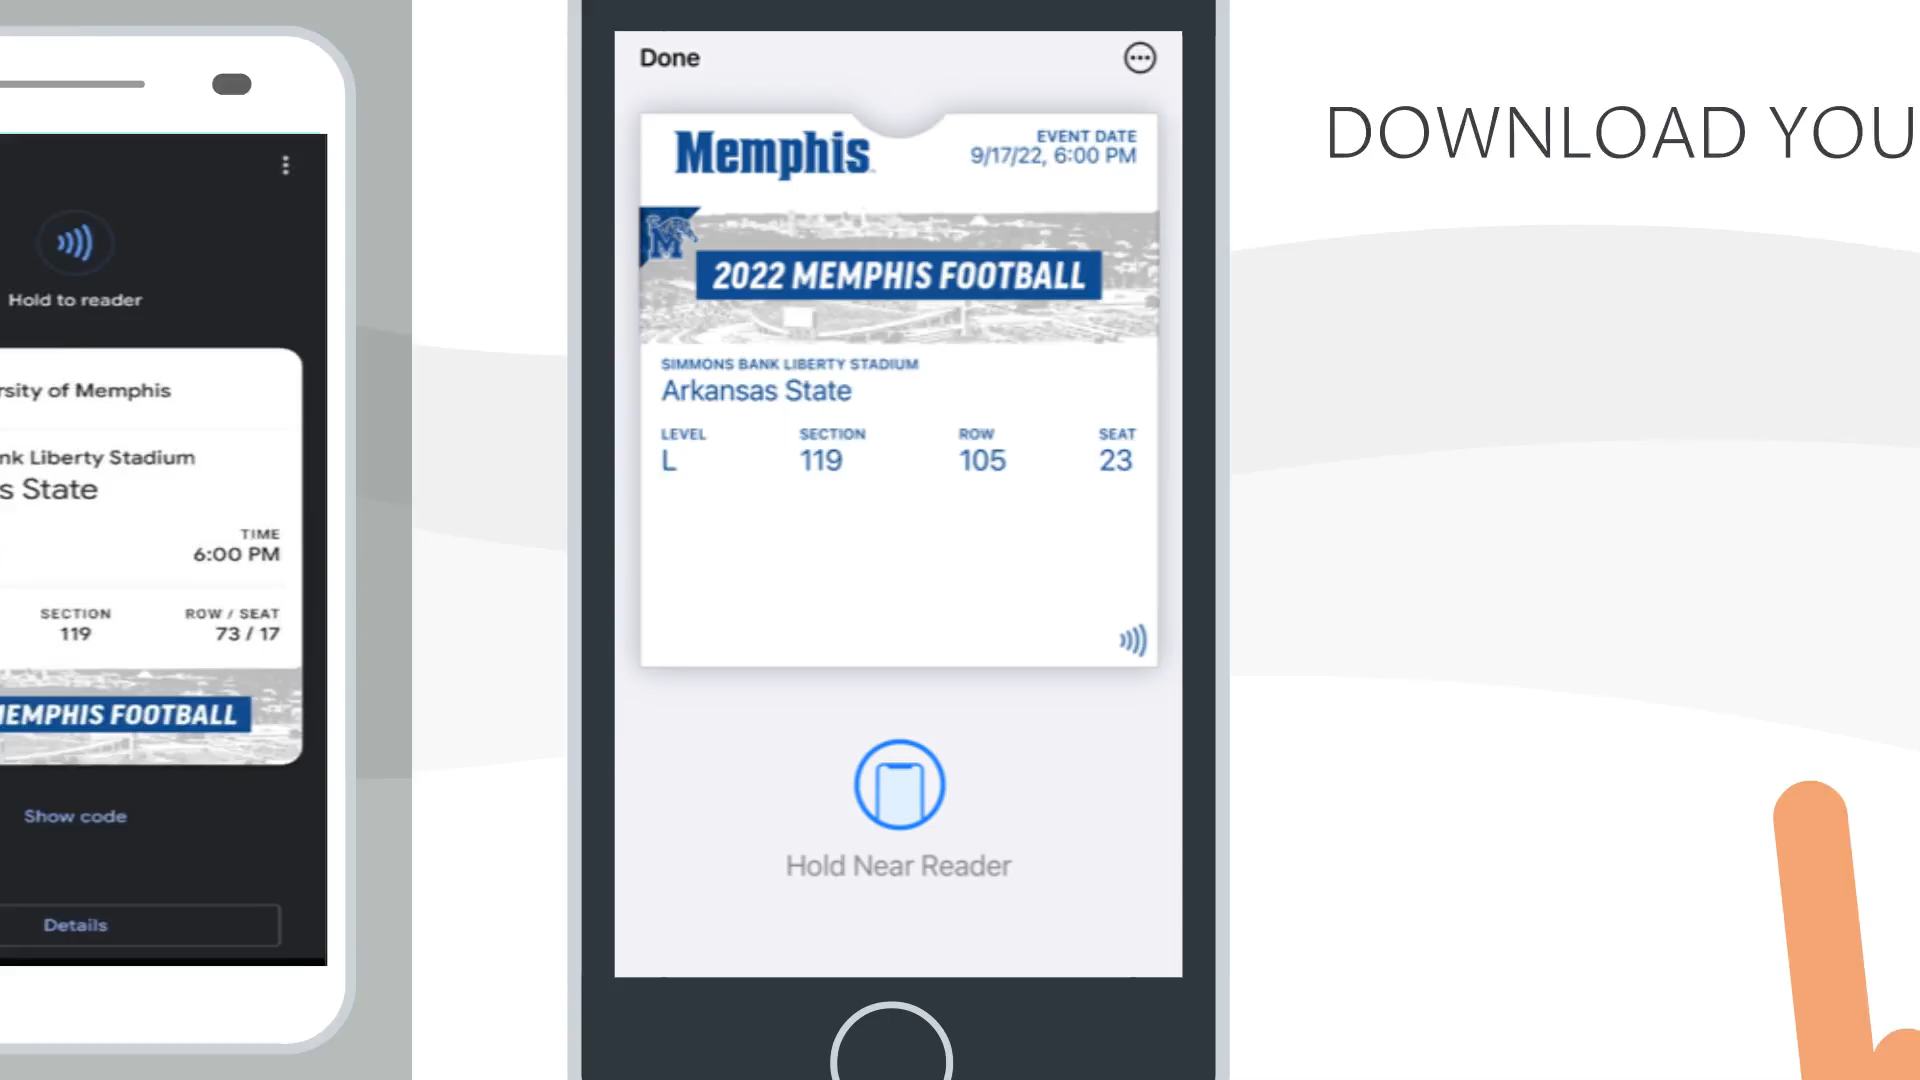 Hold to reader
rsity of Memphis
nk Liberty Stadium
s State
TIME
6:00 PM
SECTION
ROW / SEAT
119
73 / 17
MEMPHIS FOOTBALL
Show code
Details
Done
Memphis
EVENT DATE
9/17/22, 6:00 PM
M
2022 MEMPHIS FOOTBALL
SIMMONS BANK LIBERTY STADIUM
Arkansas State
LEVEL
SECTION
ROW
SEAT
L
119
105
23
Hold Near Reader
DOWNLOAD YOU